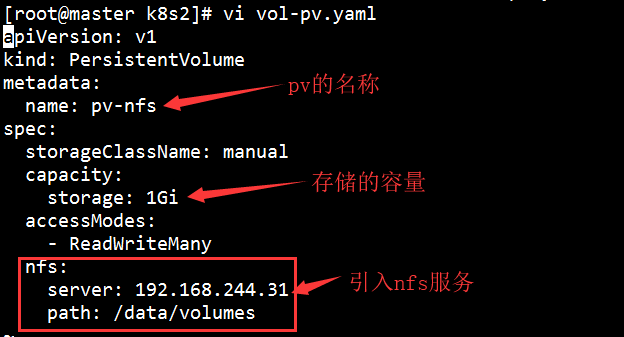 [root@master k8s2]# vi vol-pv.yaml
apiVersion: v1
kind: PersistentVolume
metadata:
  name: pv-nfs
pv的名称
spec:
  storageClassName: manual
  capacity:
    storage: 1Gi
存储的容量
  accessModes:
    - ReadWriteMany
  nfs:
    server: 192.168.244.31
引入nfs服务
    path: /data/volumes